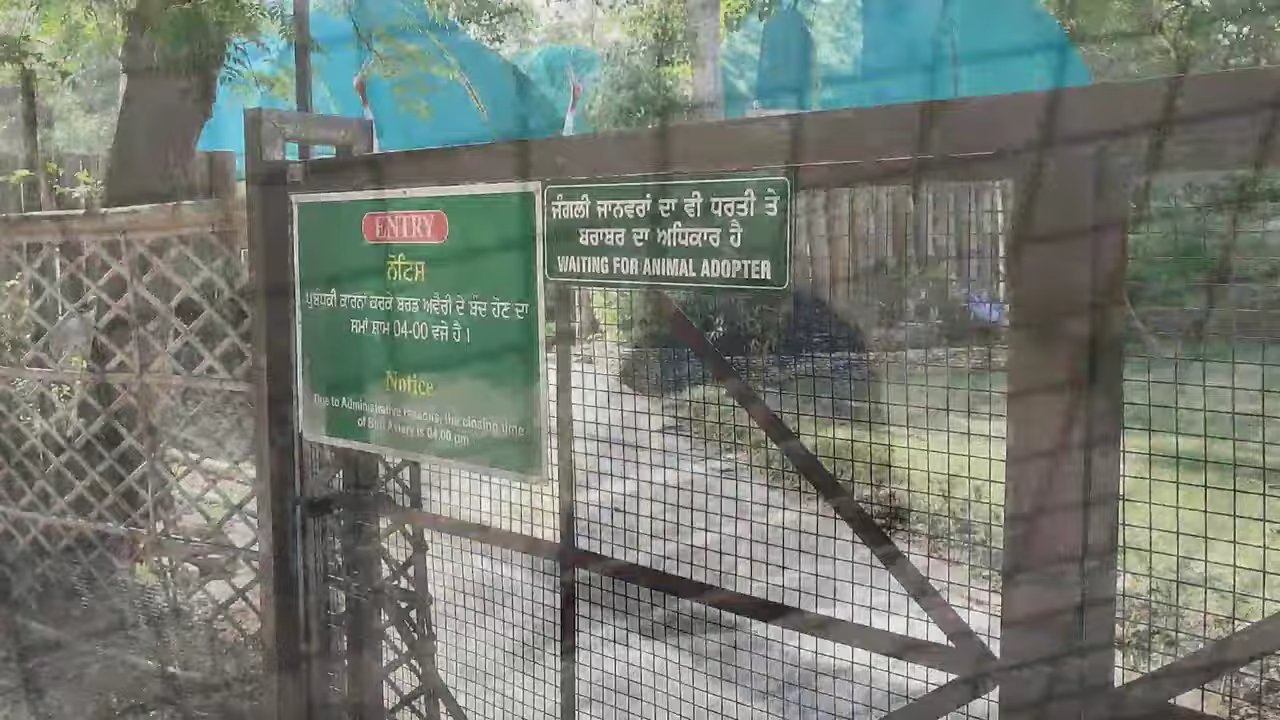 ENTRY
ਨੋਟਿਸ
ਪ੍ਰਬੰਧਕੀ ਕਾਰਨਾਂ ਕਰਕੇ ਬਰਡ ਅਵੈਰੀ ਦੇ ਬੰਦ ਹੋਣ ਦਾ
ਸਮਾਂ ਸ਼ਾਮ 04-00 ਵਜੇ ਹੈ।
Notice
Due to Administrative reasons, the closing time
of Bird Aviary is 04.00 pm
ਜੰਗਲੀ ਜਾਨਵਰਾਂ ਦਾ ਵੀ ਧਰਤੀ ਤੇ
ਬਰਾਬਰ ਦਾ ਅਧਿਕਾਰ ਹੈ
WAITING FOR ANIMAL ADOPTER